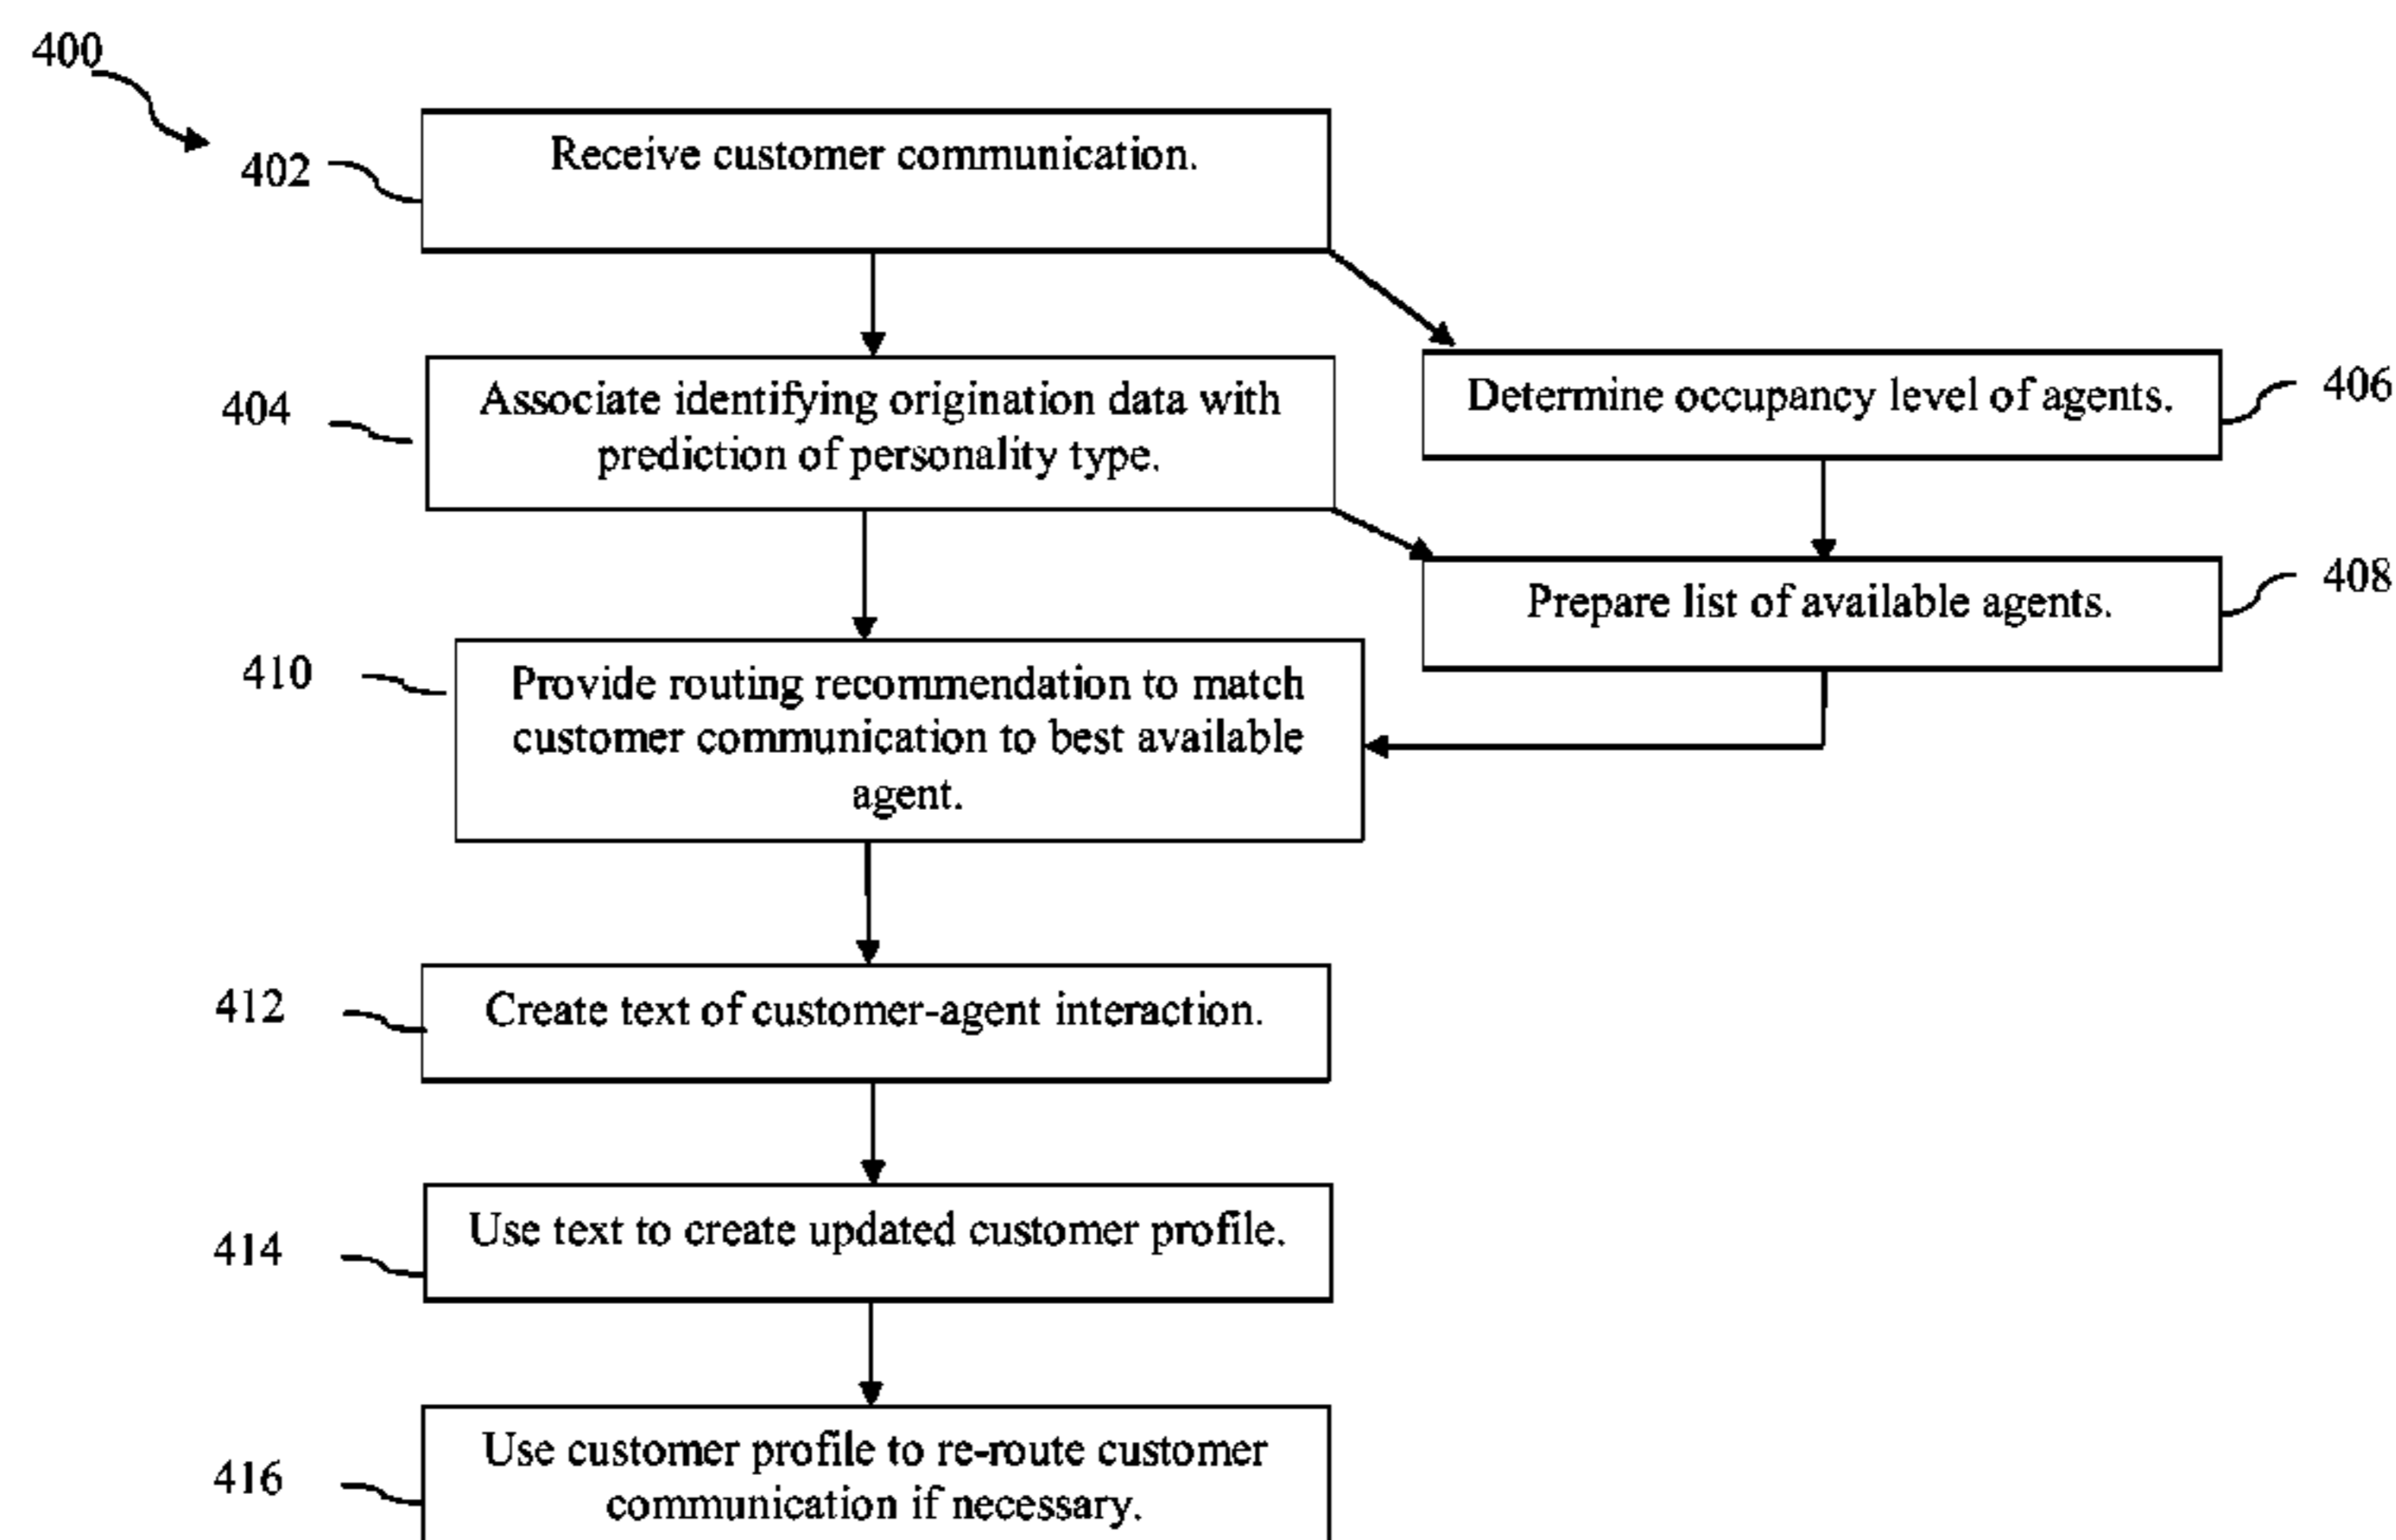 400
402
Receive customer communication.
404
Associate identifying origination data with
prediction of personality type.
Determine occupancy level of agents.
406
Prepare list of available agents.
408
410
Provide routing recommendation to match
customer communication to best available
agent.
412
Create text of customer-agent interaction.
414
Use text to create updated customer profile.
416
Use customer profile to re-route customer
communication if necessary.